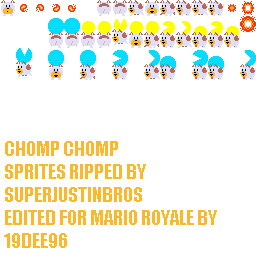 CHOMP CHOMP
SPRITES RIPPED BY
SUPERJUSTINBROS
EDITED FOR MARIO ROYALE BY
19DEE96